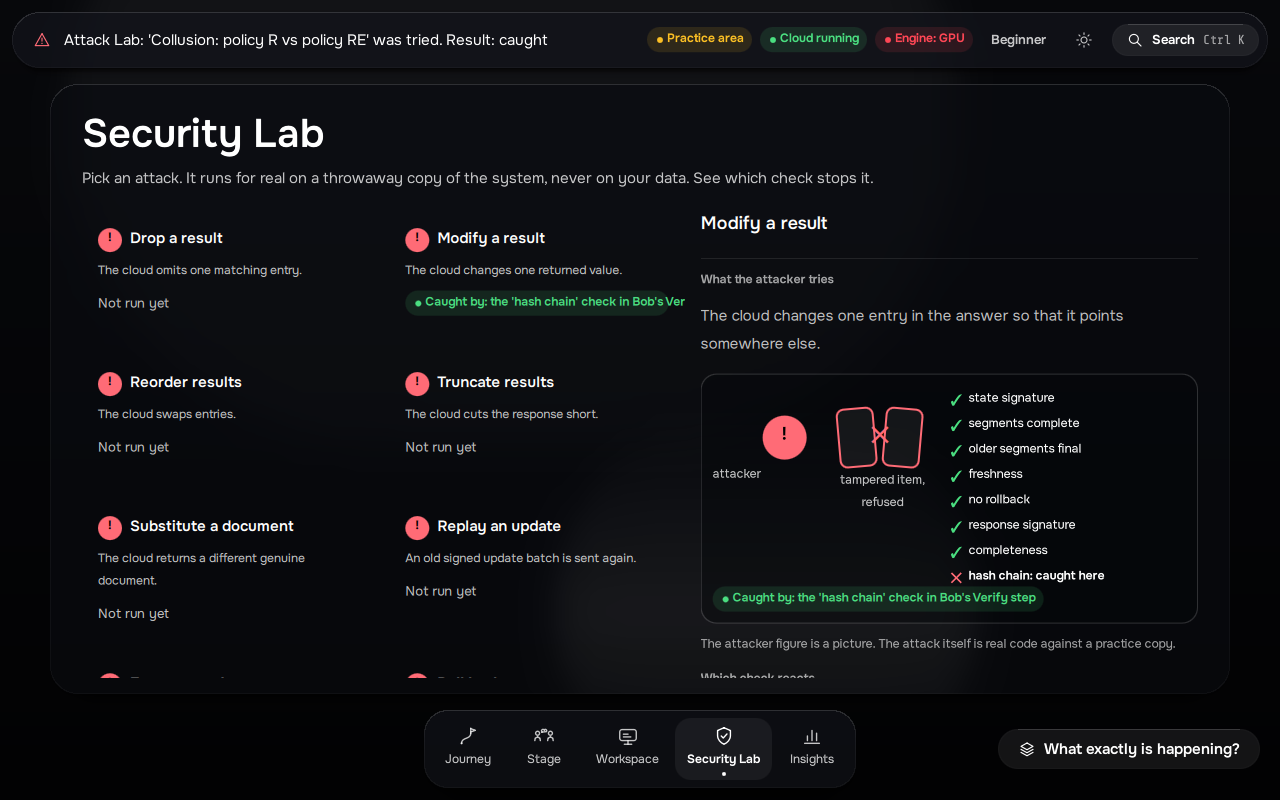 Attack Lab: 'Collusion: policy R vs policy RE' was tried. Result: caught
Practice area
Cloud running
Engine: GPU
Beginner
Search Ctrl K
Security Lab
Pick an attack. It runs for real on a throwaway copy of the system, never on your data. See which check stops it.
! Drop a result
The cloud omits one matching entry.
Not run yet
! Modify a result
The cloud changes one returned value.
Caught by: the 'hash chain' check in Bob's Ver
! Reorder results
The cloud swaps entries.
Not run yet
! Truncate results
The cloud cuts the response short.
Not run yet
! Substitute a document
The cloud returns a different genuine
document.
Not run yet
! Replay an update
An old signed update batch is sent again.
Not run yet
Modify a result
What the attacker tries
The cloud changes one entry in the answer so that it points
somewhere else.
!
attacker
tampered item,
refused
state signature
segments complete
older segments final
freshness
no rollback
response signature
completeness
hash chain: caught here
Caught by: the 'hash chain' check in Bob's Verify step
The attacker figure is a picture. The attack itself is real code against a practice copy.
Which check reacts
Journey
Stage
Workspace
Security Lab
Insights
What exactly is happening?